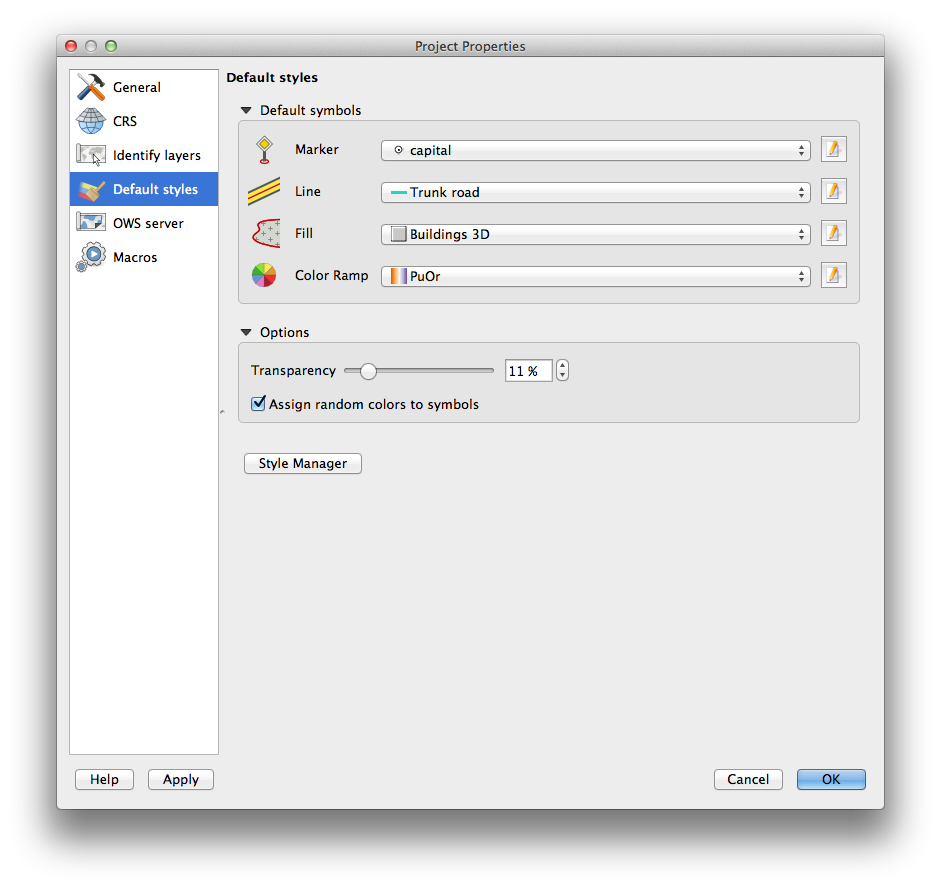 Project Properties
General
CRS
Identify layers
Default styles
OWS server
Macros
Default styles
Default symbols
Marker
capital
Line
Trunk road
Fill
Buildings 3D
Color Ramp
PuOr
Options
Transparency
11 %
Assign random colors to symbols
Style Manager
Help
Apply
Cancel
OK